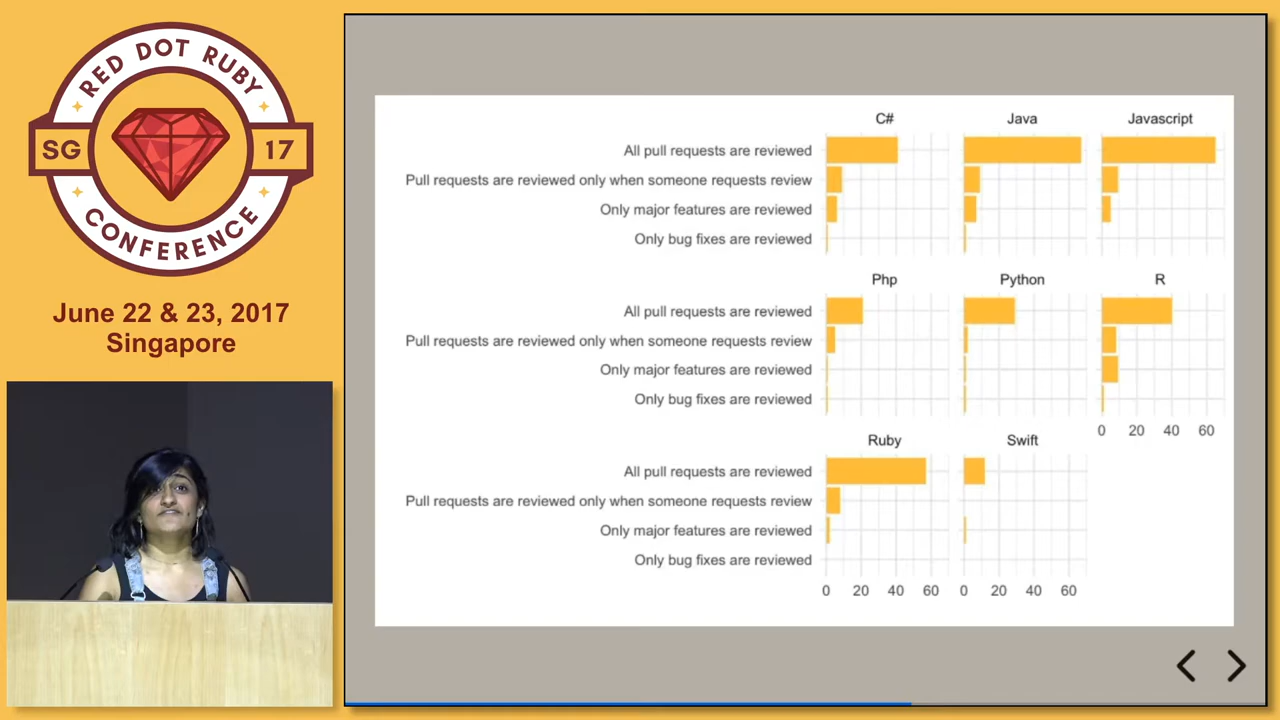 RED DOT RUBY
SG 17
CONFERENCE
June 22 & 23, 2017
Singapore
C# Java Javascript
All pull requests are reviewed
Pull requests are reviewed only when someone requests review
Only major features are reviewed
Only bug fixes are reviewed
Php Python R
All pull requests are reviewed
Pull requests are reviewed only when someone requests review
Only major features are reviewed
Only bug fixes are reviewed
0 20 40 60
Ruby Swift
All pull requests are reviewed
Pull requests are reviewed only when someone requests review
Only major features are reviewed
Only bug fixes are reviewed
0 20 40 60 0 20 40 60